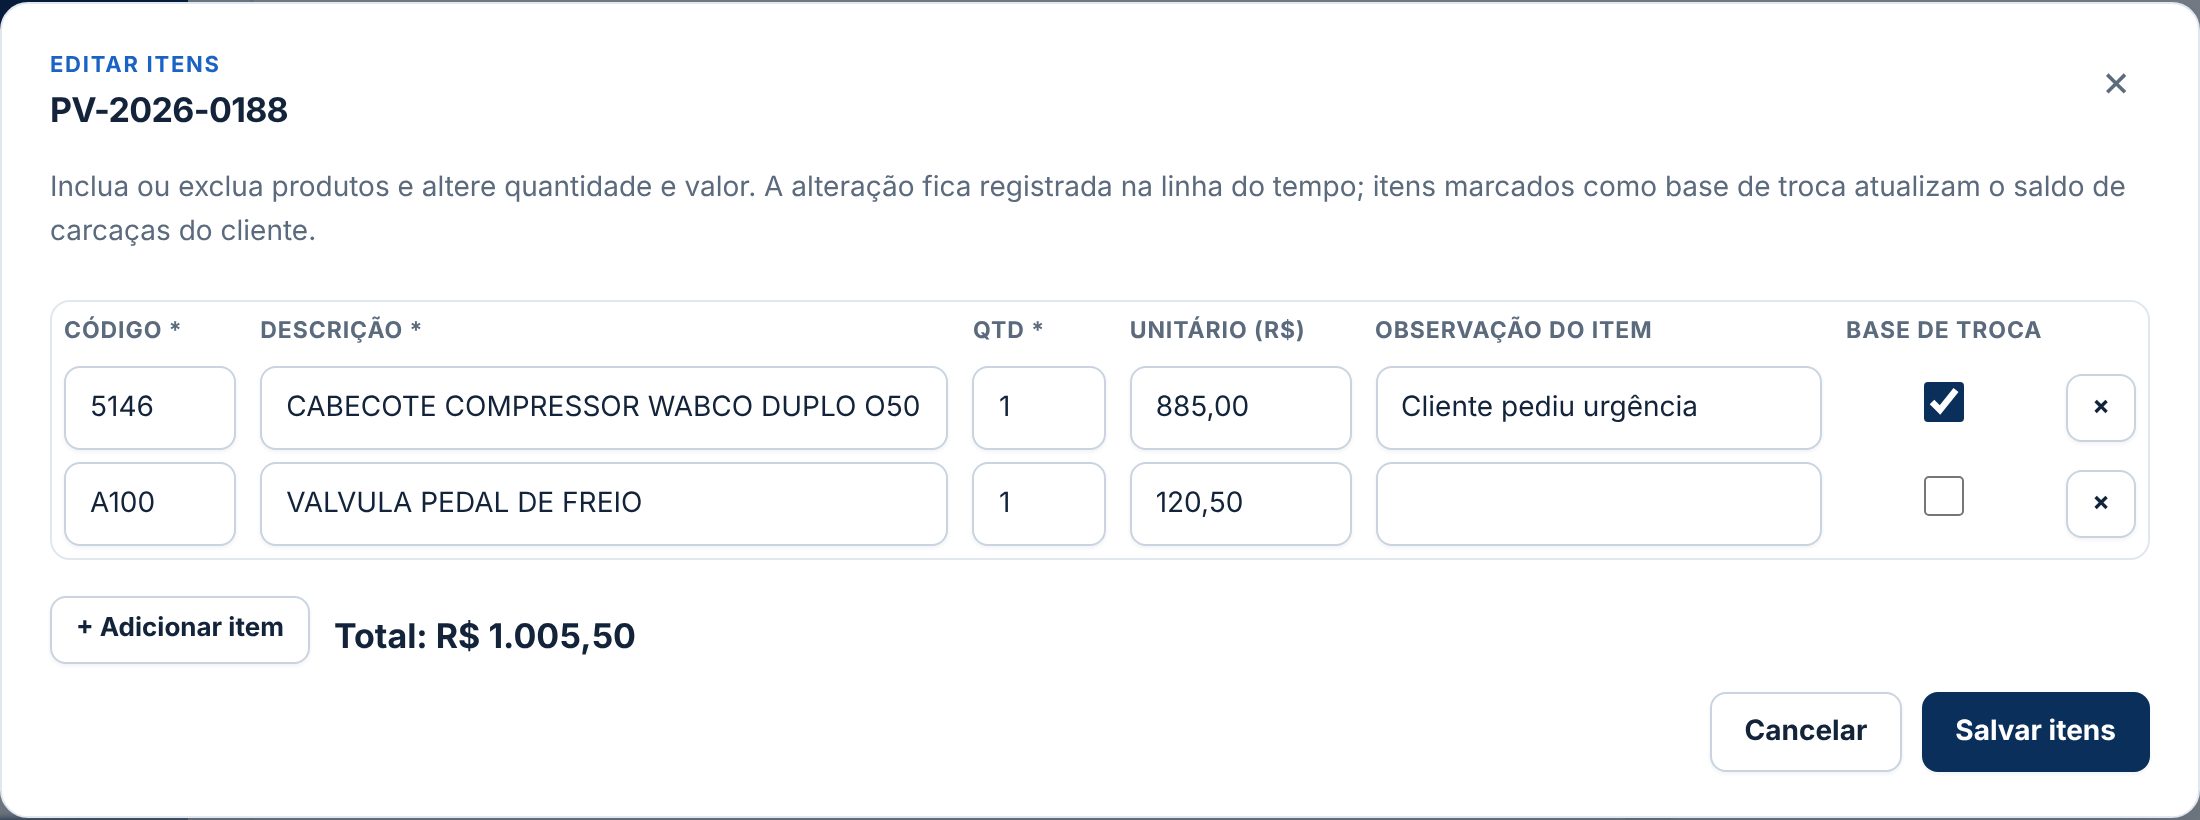 EDITAR ITENS
PV-2026-0188
×
Inclua ou exclua produtos e altere quantidade e valor. A alteração fica registrada na linha do tempo; itens marcados como base de troca atualizam o saldo de
carcaças do cliente.
CÓDIGO * DESCRIÇÃO * QTD * UNITÁRIO (R$) OBSERVAÇÃO DO ITEM BASE DE TROCA
5146 CABECOTE COMPRESSOR WABCO DUPLO O50 1 885,00 Cliente pediu urgência ×
A100 VALVULA PEDAL DE FREIO 1 120,50 ×
+ Adicionar item Total: R$ 1.005,50
Cancelar Salvar itens